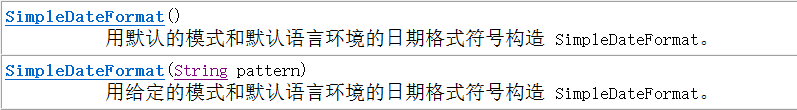 SimpleDateFormat()
用默认的模式和默认语言环境的日期格式符号构造 SimpleDateFormat。
SimpleDateFormat(String pattern)
用给定的模式和默认语言环境的日期格式符号构造 SimpleDateFormat。